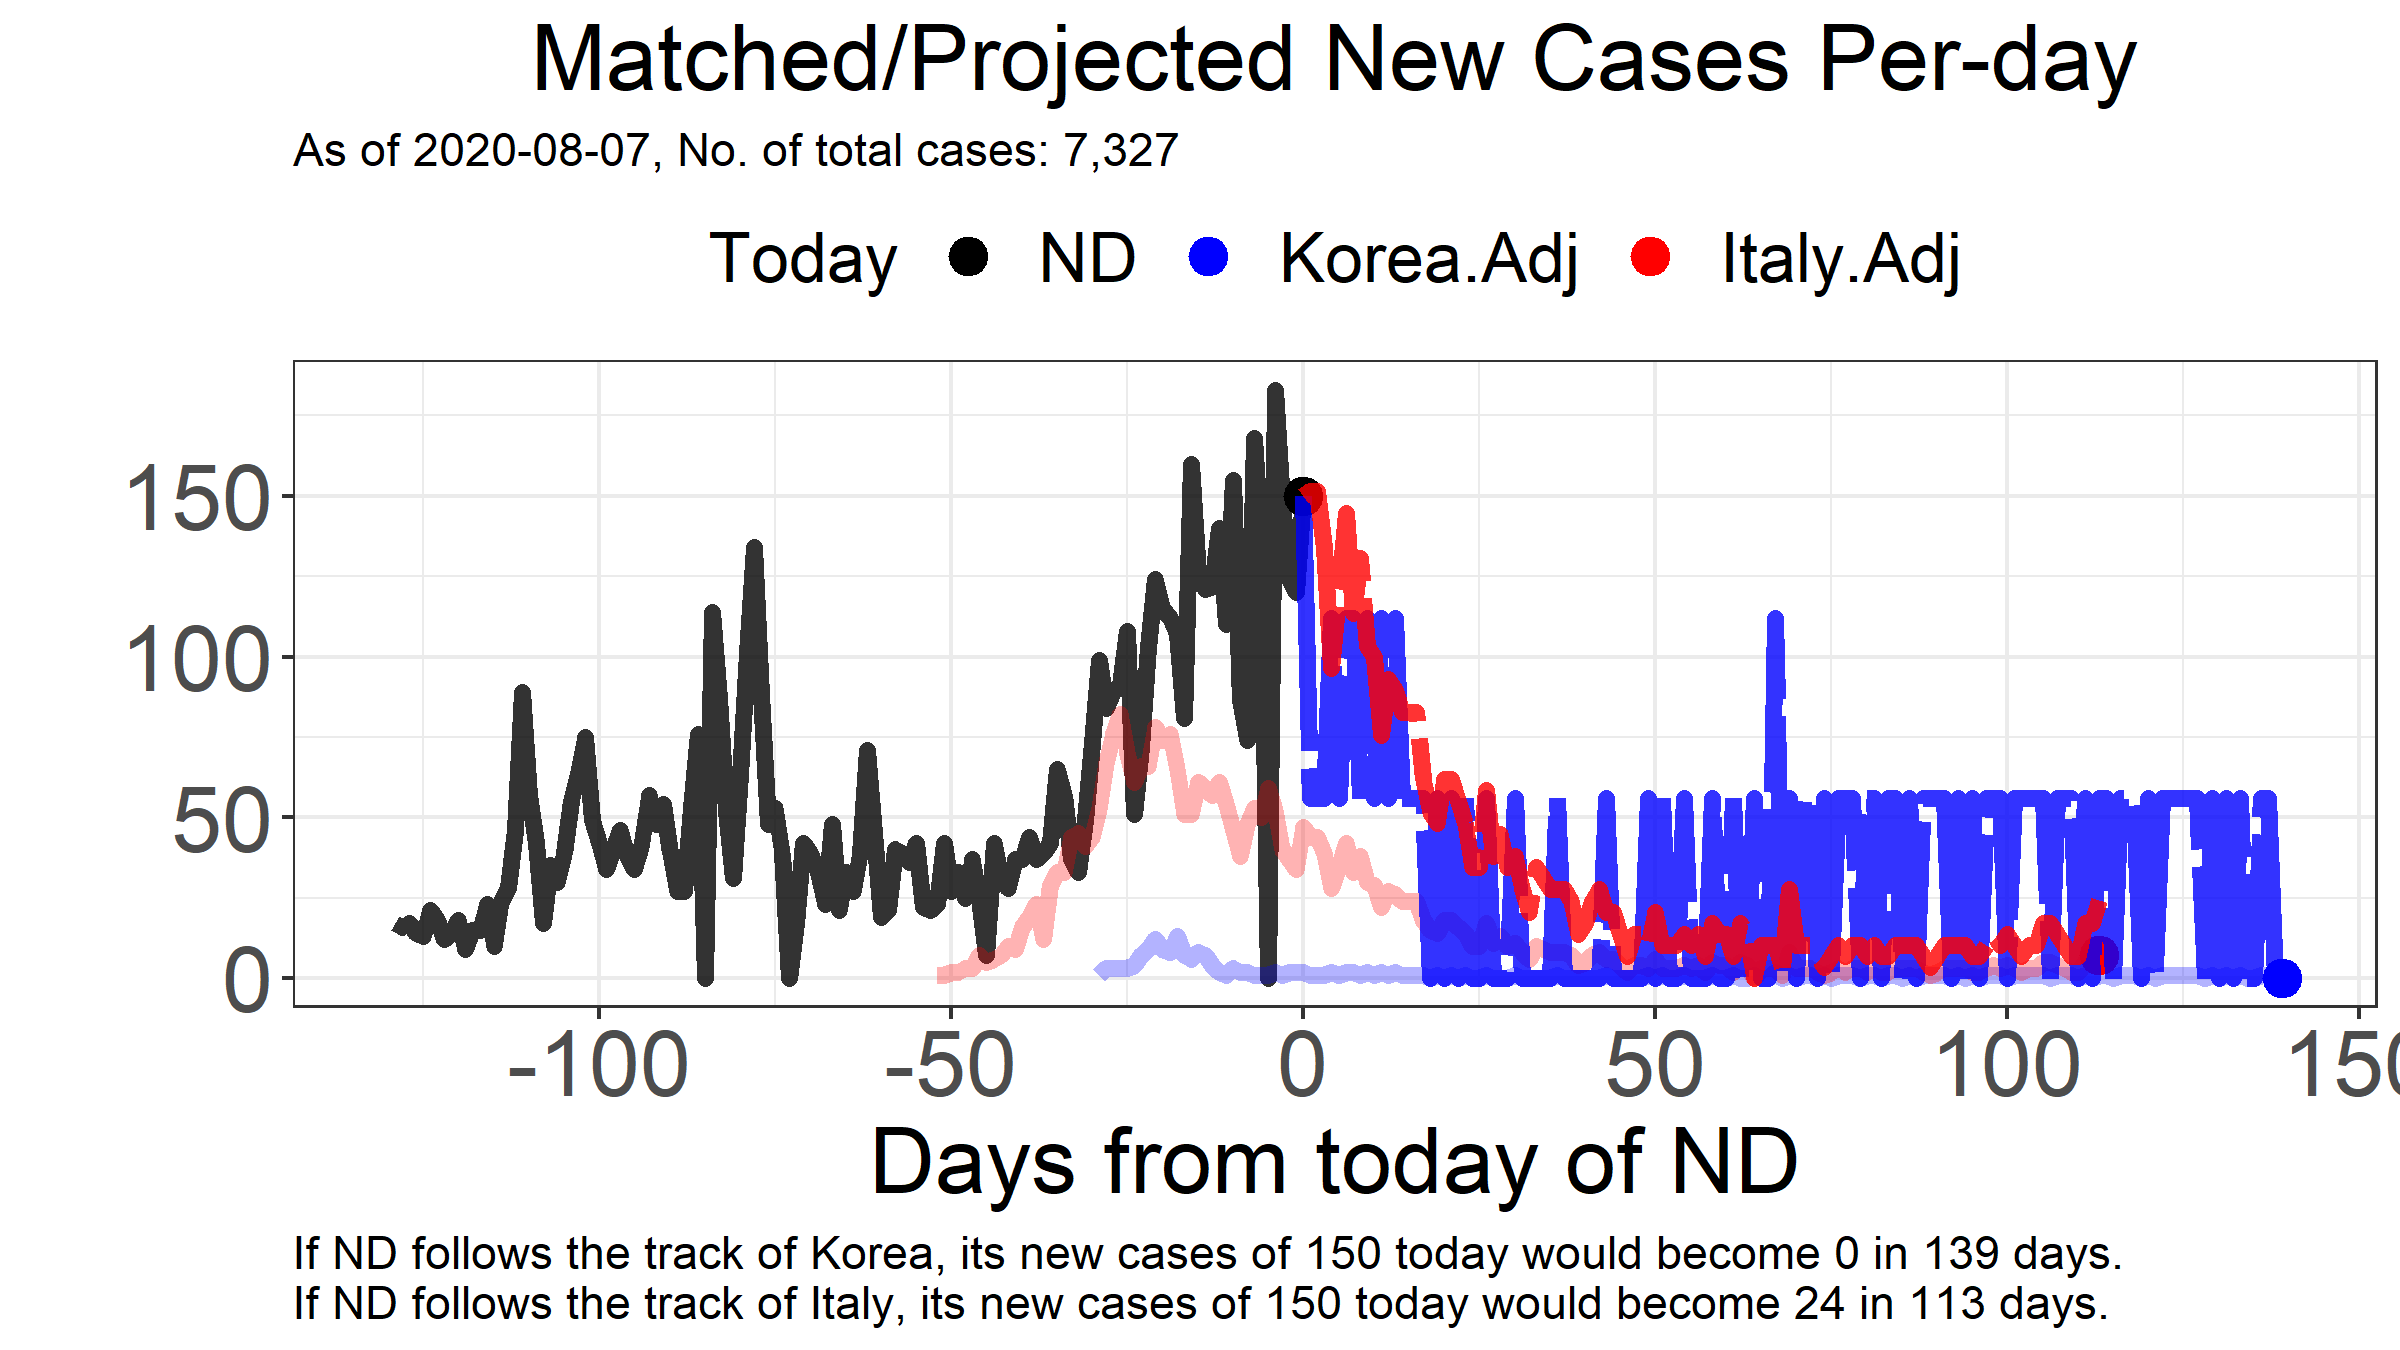 Matched/Projected New Cases Per-day
As of 2020-08-07, No. of total cases: 7,327
Today ND Korea.Adj Italy.Adj
150
100
50
0
-100 -50 0 50 100 150
Days from today of ND
If ND follows the track of Korea, its new cases of 150 today would become 0 in 139 days.
If ND follows the track of Italy, its new cases of 150 today would become 24 in 113 days.